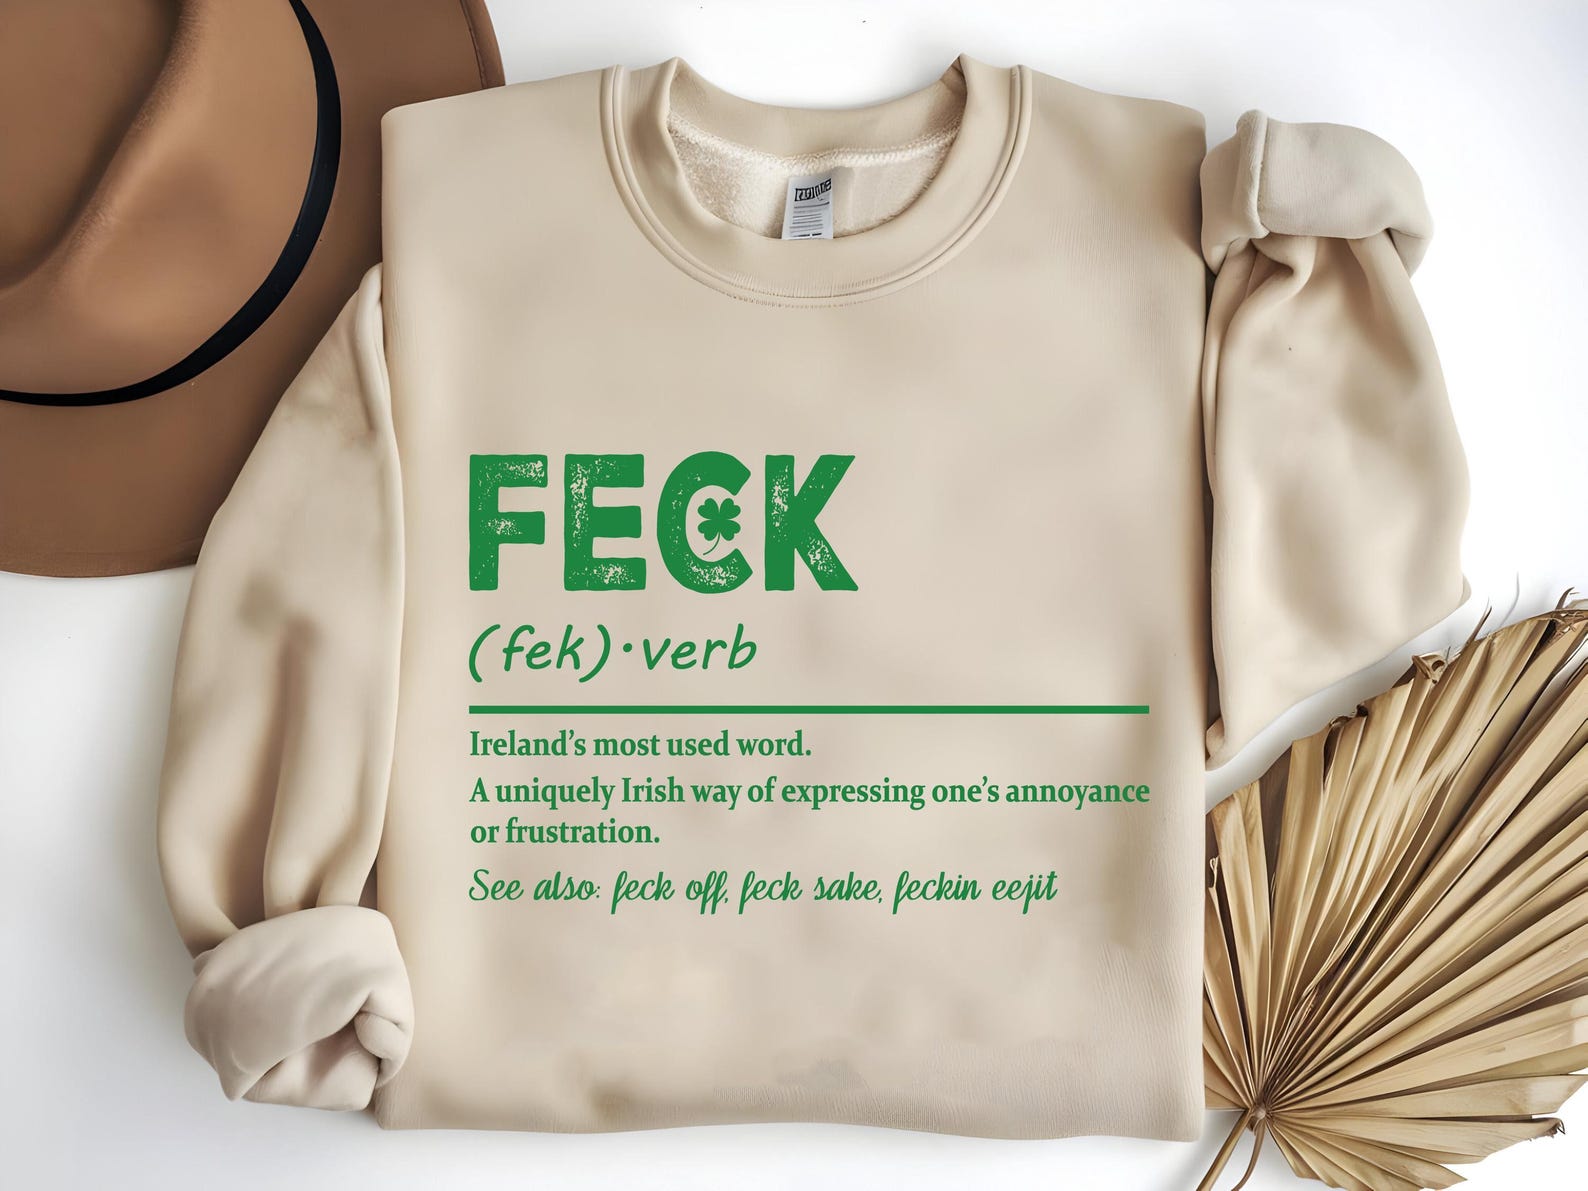 FECK
(fek)·verb
Ireland's most used word.
A uniquely Irish way of expressing one's annoyance
or frustration.
See also: feck off, feck sake, feckin eejit